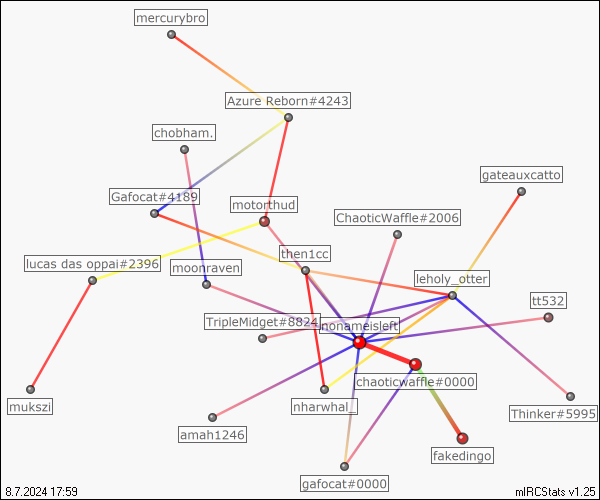 mercurybro
Azure Reborn#4243
chobham.
gateauxcatto
Gafocat#4189
motorthud
ChaoticWaffle#2006
then1cc
lucas das oppai#2396
moonraven
leholy_otter
tt532
TripleMidget#8824
nonameisleft
chaoticwaffle#0000
mukszi
nharwhal_
Thinker#5995
amah1246
fakedingo
gafocat#0000
8.7.2024 17:59
mIRCStats v1.25